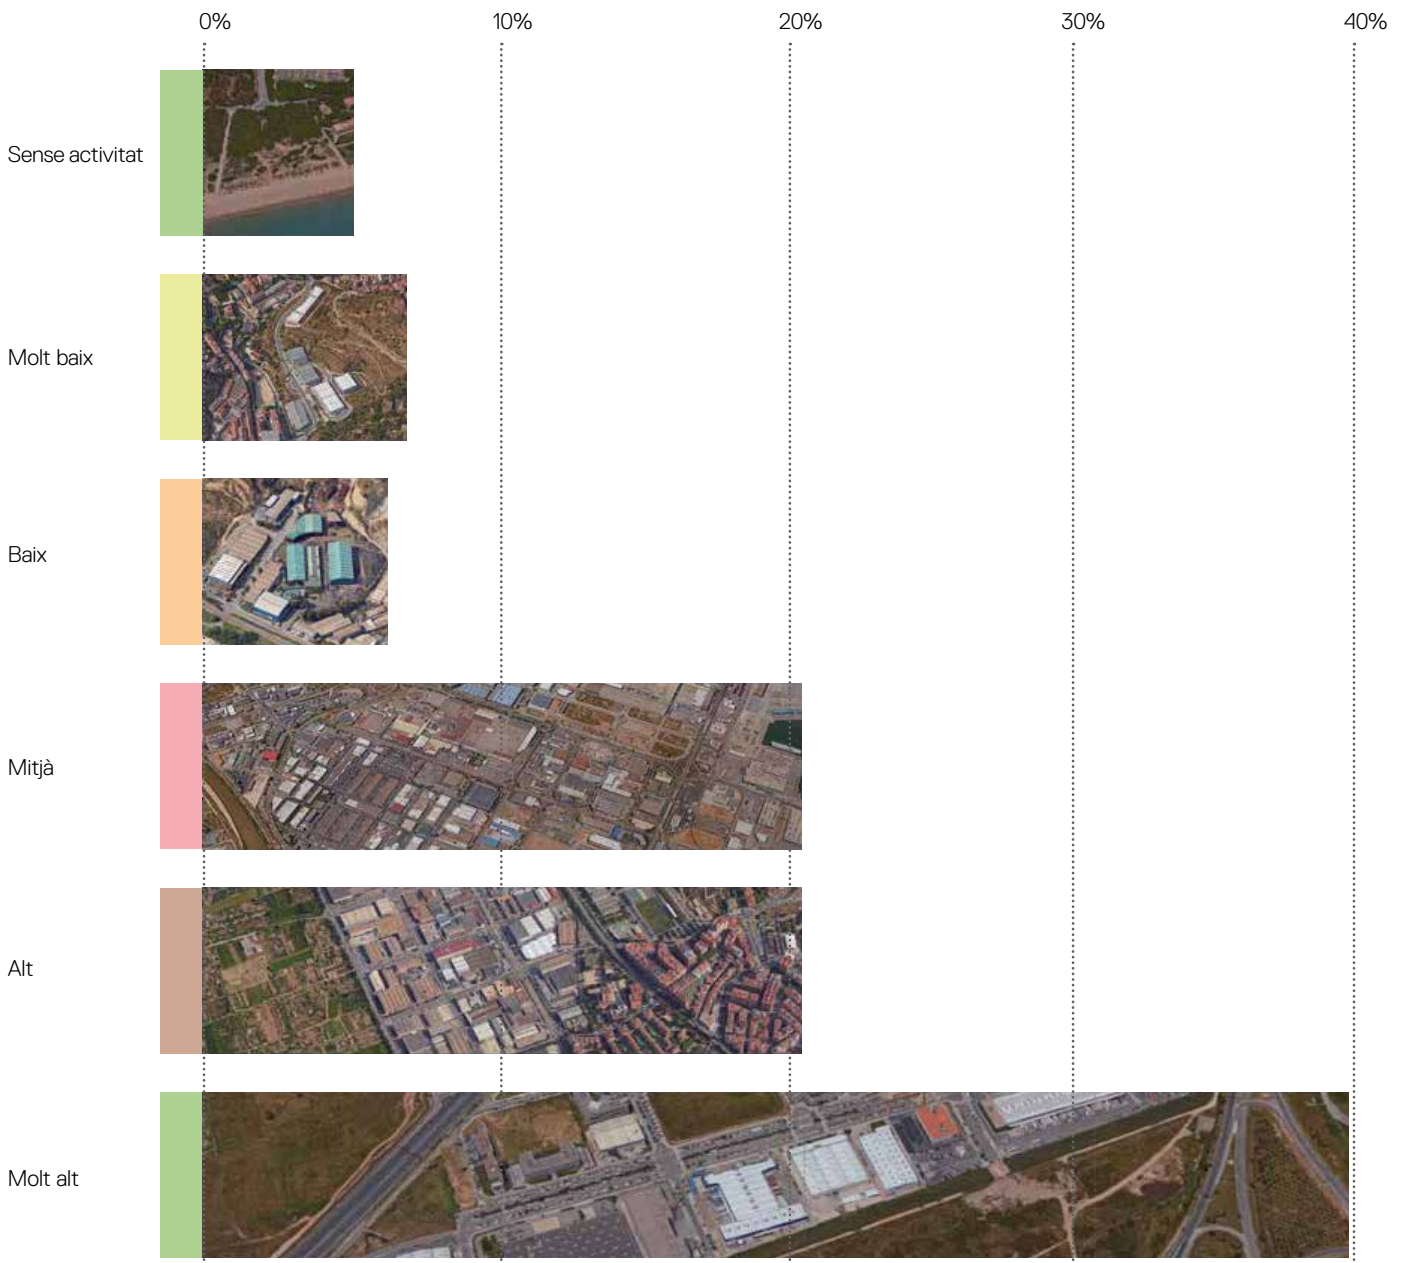 0% 10% 20% 30% 40%
Sense activitat
Molt baix
Baix
Mitjà
Alt
Molt alt